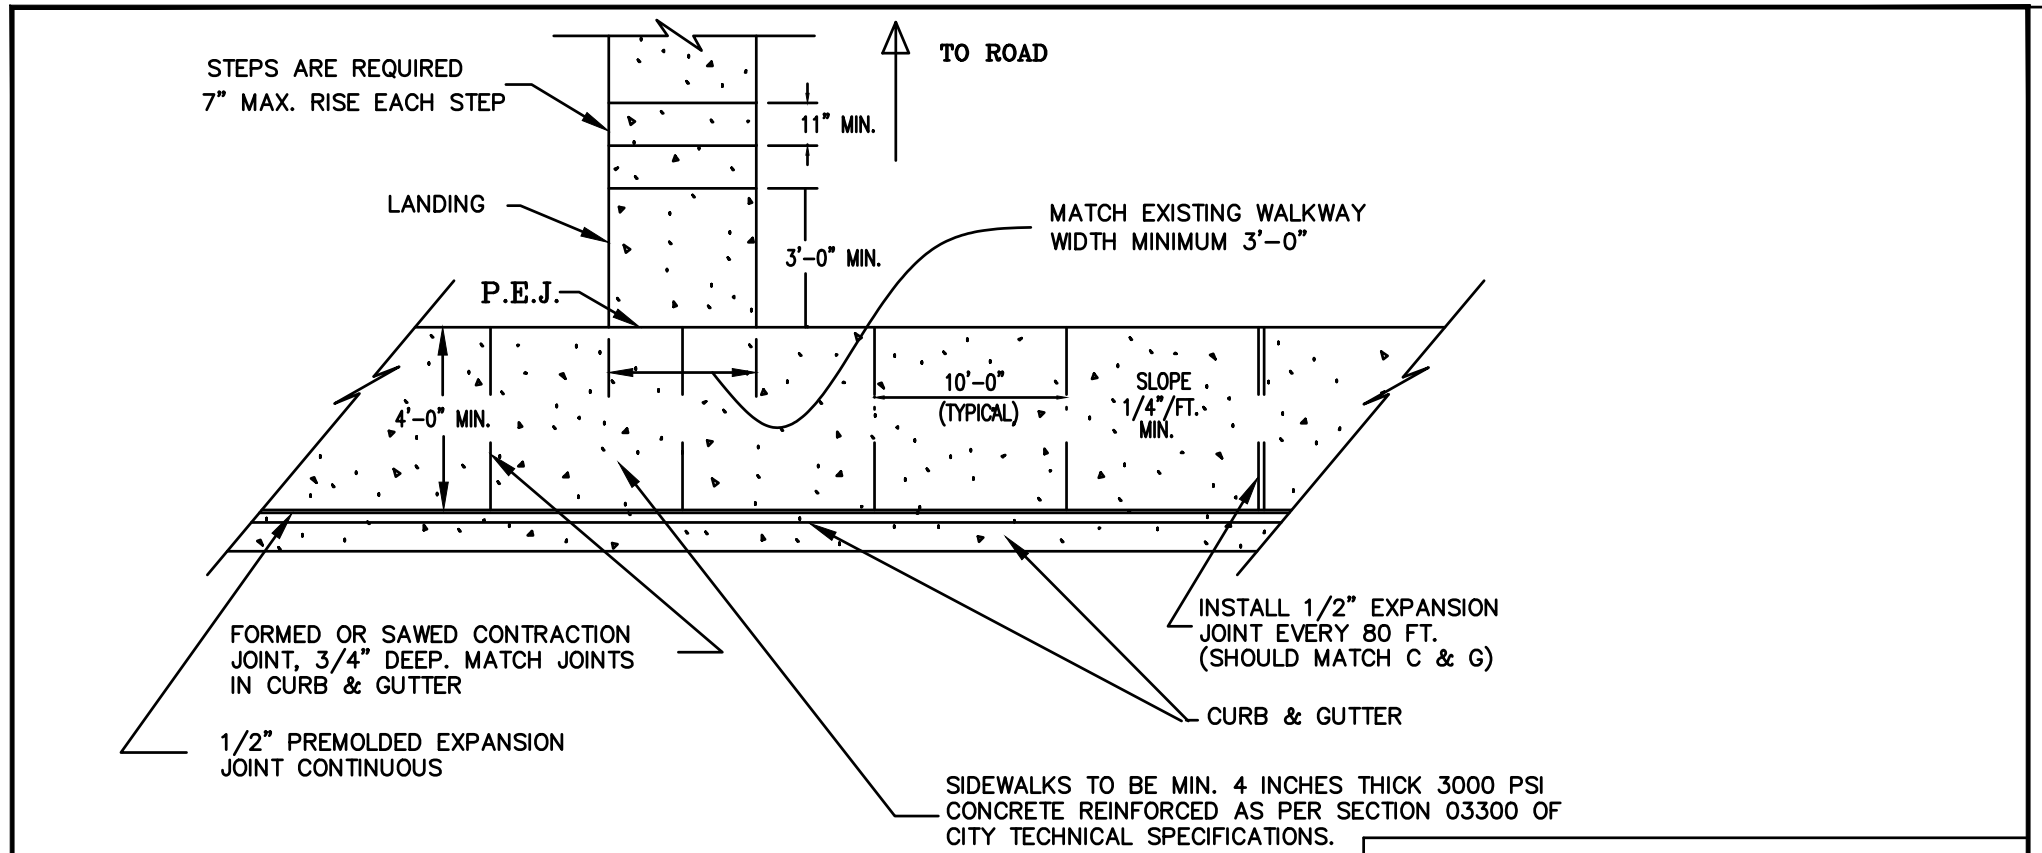 TO ROAD
STEPS ARE REQUIRED
7" MAX. RISE EACH STEP
11" MIN.
LANDING
MATCH EXISTING WALKWAY
WIDTH MINIMUM 3'-0"
3'-0" MIN.
P.E.J.
10'-0"
(TYPICAL)
SLOPE
1/4"/FT.
MIN.
4'-0" MIN.
INSTALL 1/2" EXPANSION
JOINT EVERY 80 FT.
(SHOULD MATCH C & G)
FORMED OR SAWED CONTRACTION
JOINT, 3/4" DEEP. MATCH JOINTS
IN CURB & GUTTER
CURB & GUTTER
1/2" PREMOLDED EXPANSION
JOINT CONTINUOUS
SIDEWALKS TO BE MIN. 4 INCHES THICK 3000 PSI
CONCRETE REINFORCED AS PER SECTION 03300 OF
CITY TECHNICAL SPECIFICATIONS.